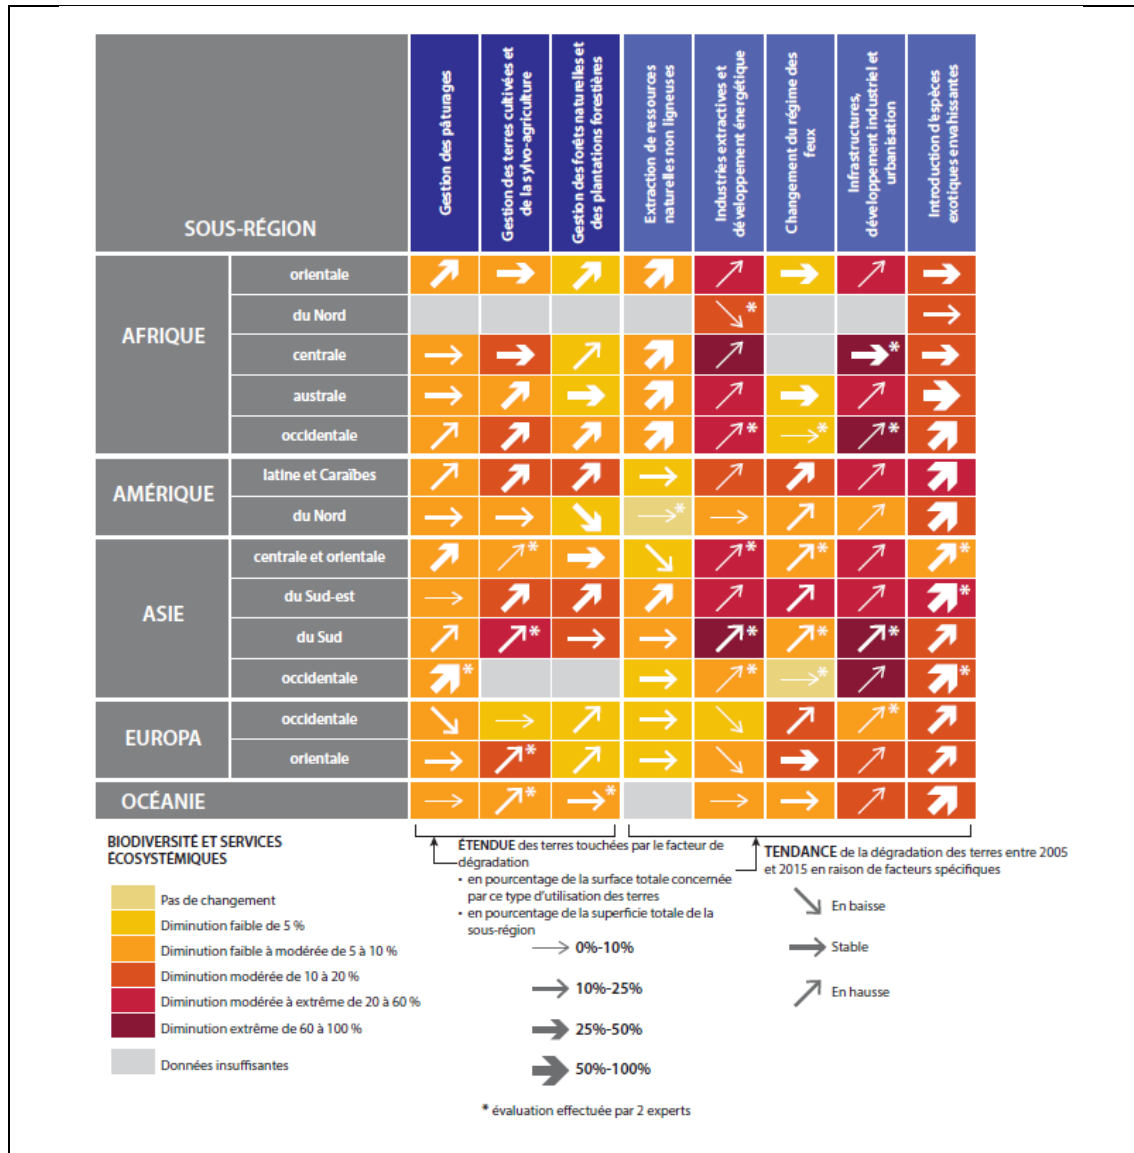 SOUS-RÉGION
Gestion des pâturages
Gestion des terres cultivées et
de la sylvo-agriculture
Gestion des forêts naturelles et
des plantations forestières
Extraction de ressources
naturelles non ligneuses
Industries extractives et
développement énergétique
Changement du régime des
feux
Infrastructures,
développement industriel et
urbanisation
Introduction d'espèces
exotiques envahissantes
AFRIQUE
orientale
du Nord
*
centrale
*
australe
occidentale
* * *
AMÉRIQUE
latine et Caraïbes
du Nord
*
ASIE
centrale et orientale
* * * *
du Sud-est
*
du Sud
* * * *
occidentale
* * * *
EUROPA
occidentale
*
orientale
*
OCÉANIE
* *
BIODIVERSITÉ ET SERVICES
ÉCOSYSTÉMIQUES
Pas de changement
Diminution faible de 5 %
Diminution faible à modérée de 5 à 10 %
Diminution modérée de 10 à 20 %
Diminution modérée à extrême de 20 à 60 %
Diminution extrême de 60 à 100 %
Données insuffisantes
ÉTENDUE des terres touchées par le facteur de
dégradation
• en pourcentage de la surface totale concernée
par ce type d'utilisation des terres
• en pourcentage de la superficie totale de la
sous-région
0%-10%
10%-25%
25%-50%
50%-100%
* évaluation effectuée par 2 experts
TENDANCE de la dégradation des terres entre 2005
et 2015 en raison de facteurs spécifiques
En baisse
Stable
En hausse